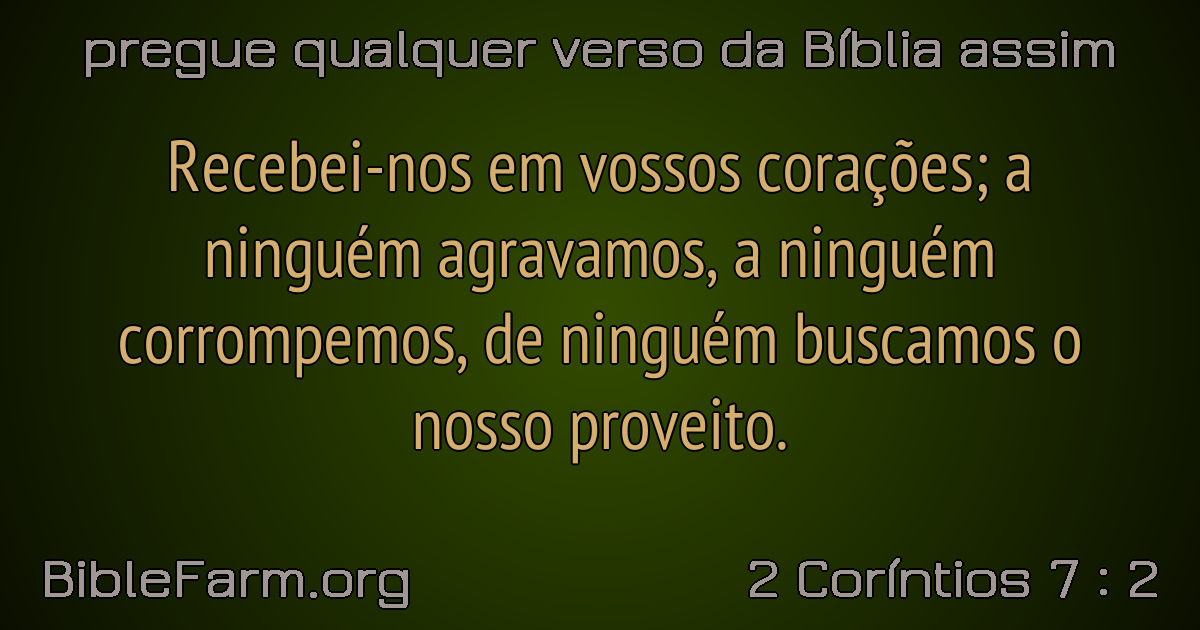 pregue qualquer verso da Bíblia assim
Recebei-nos em vossos corações; a
ninguém agravamos, a ninguém
corrompemos, de ninguém buscamos o
nosso proveito.
BibleFarm.org
2 Coríntios 7 : 2